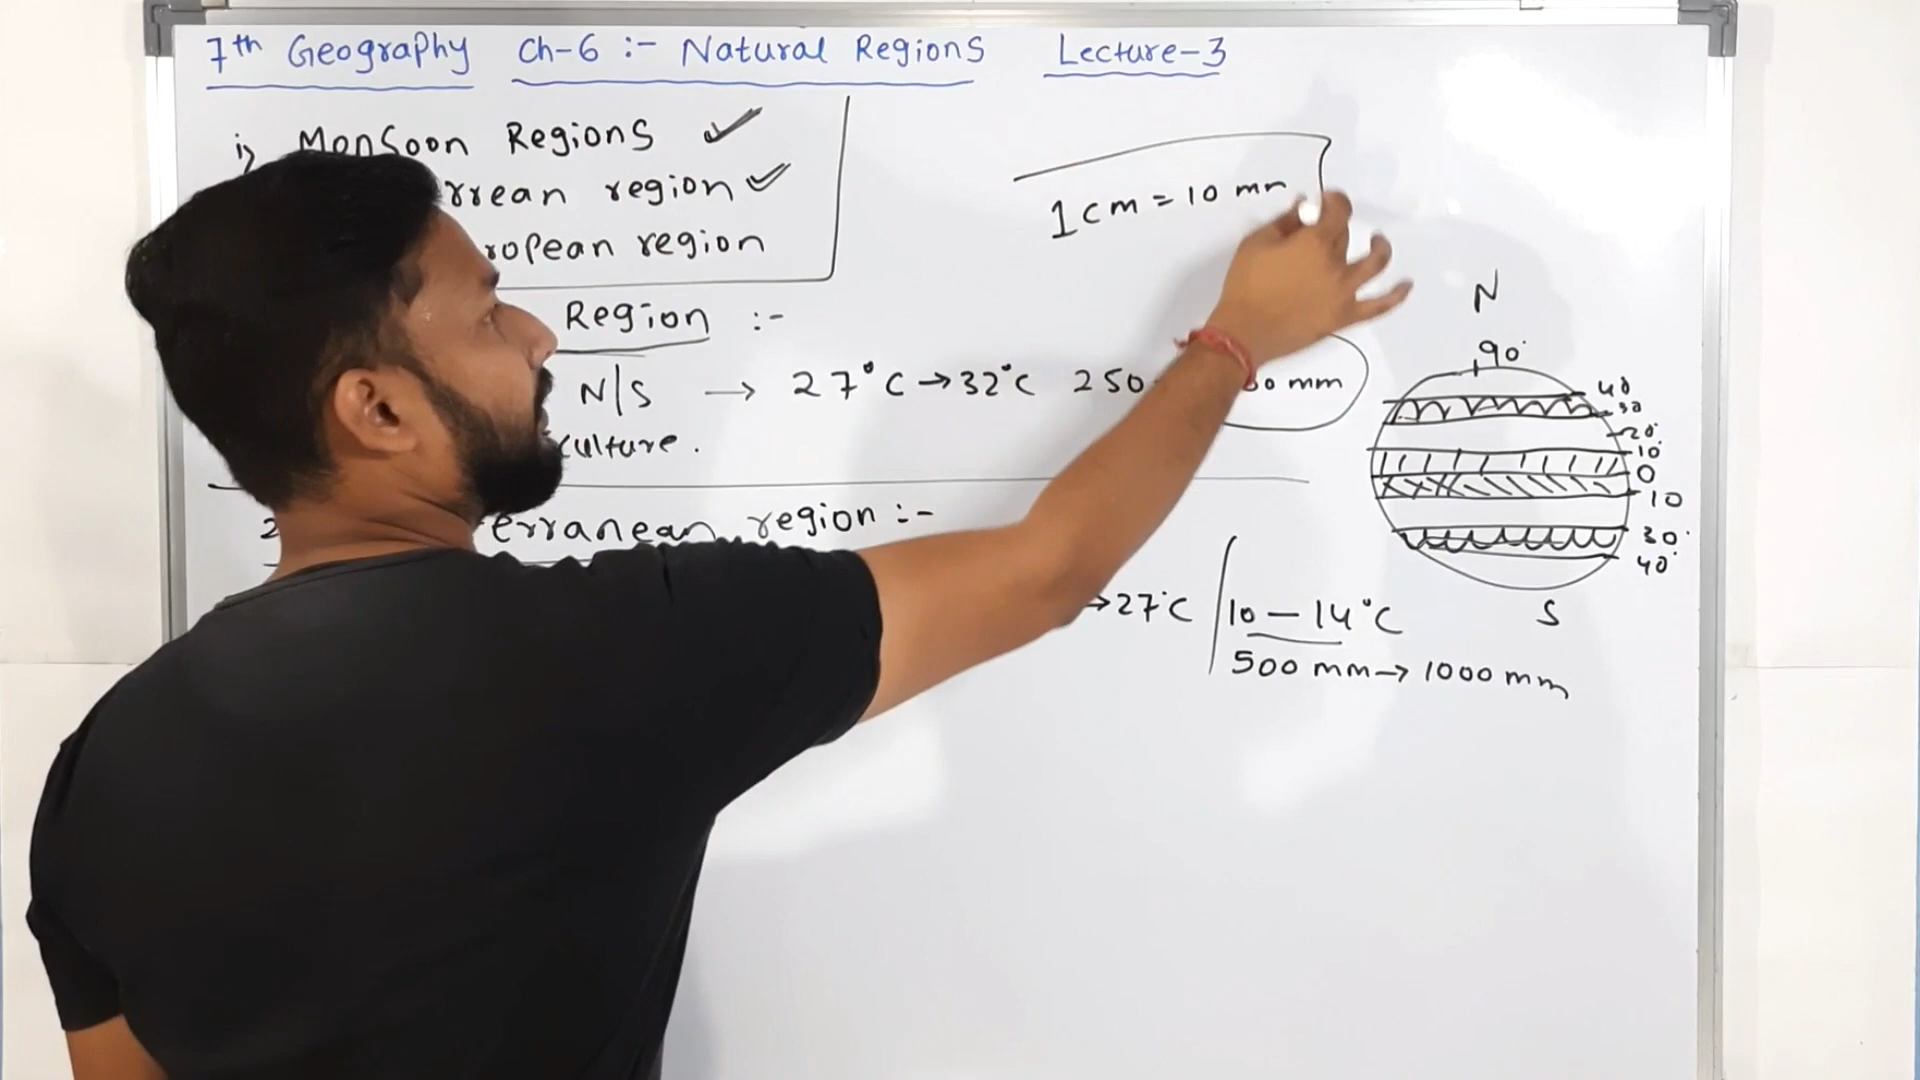 7th Geography Ch-6 :- Natural Regions Lecture-3
i) Monsoon Regions ✓
rrean region ✓
ropean region
1 cm = 10 mm
Region :-
N/S → 27°C → 32°C 250 mm
culture.
2 erranean region :-
→ 27°C / 10 – 14°C
500 mm → 1000 mm
N
90°
40
30
20°
10°
0
10
30°
40°
S